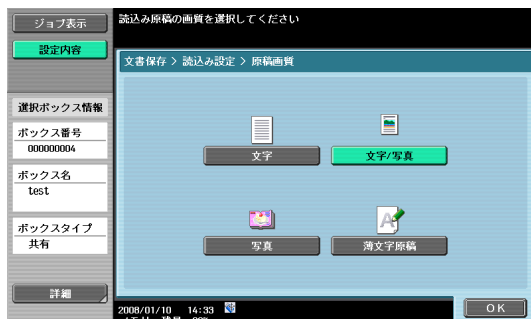 ジョブ表示
設定内容
読込み原稿の画質を選択してください
文書保存 > 読込み設定 > 原稿画質
選択ボックス情報
ボックス番号
000000004
ボックス名
test
ボックスタイプ
共有
詳細
文字
文字/写真
写真
薄文字原稿
2008/01/10 14:33
OK